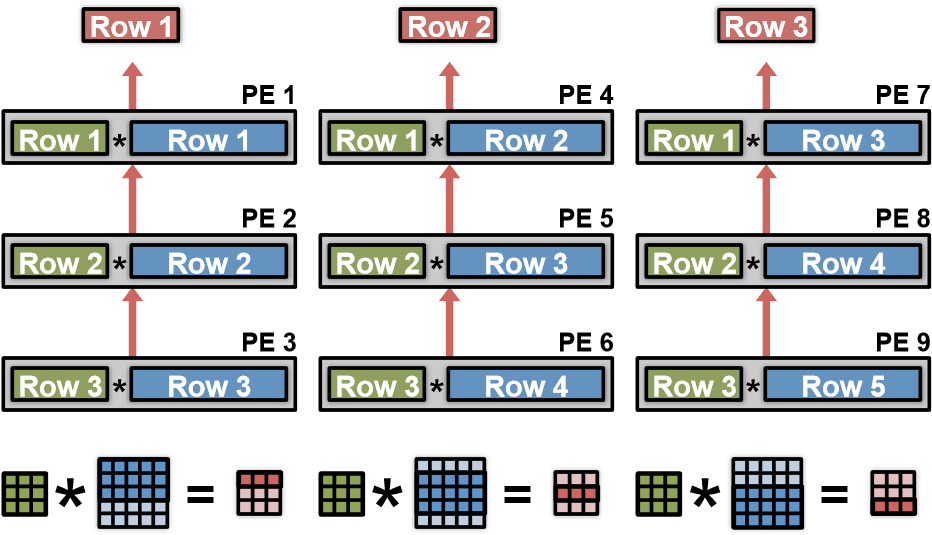 Row 1 Row 2 Row 3
PE 1 PE 4 PE 7
Row 1 * Row 1 Row 1 * Row 2 Row 1 * Row 3
PE 2 PE 5 PE 8
Row 2 * Row 2 Row 2 * Row 3 Row 2 * Row 4
PE 3 PE 6 PE 9
Row 3 * Row 3 Row 3 * Row 4 Row 3 * Row 5
* = * = * =